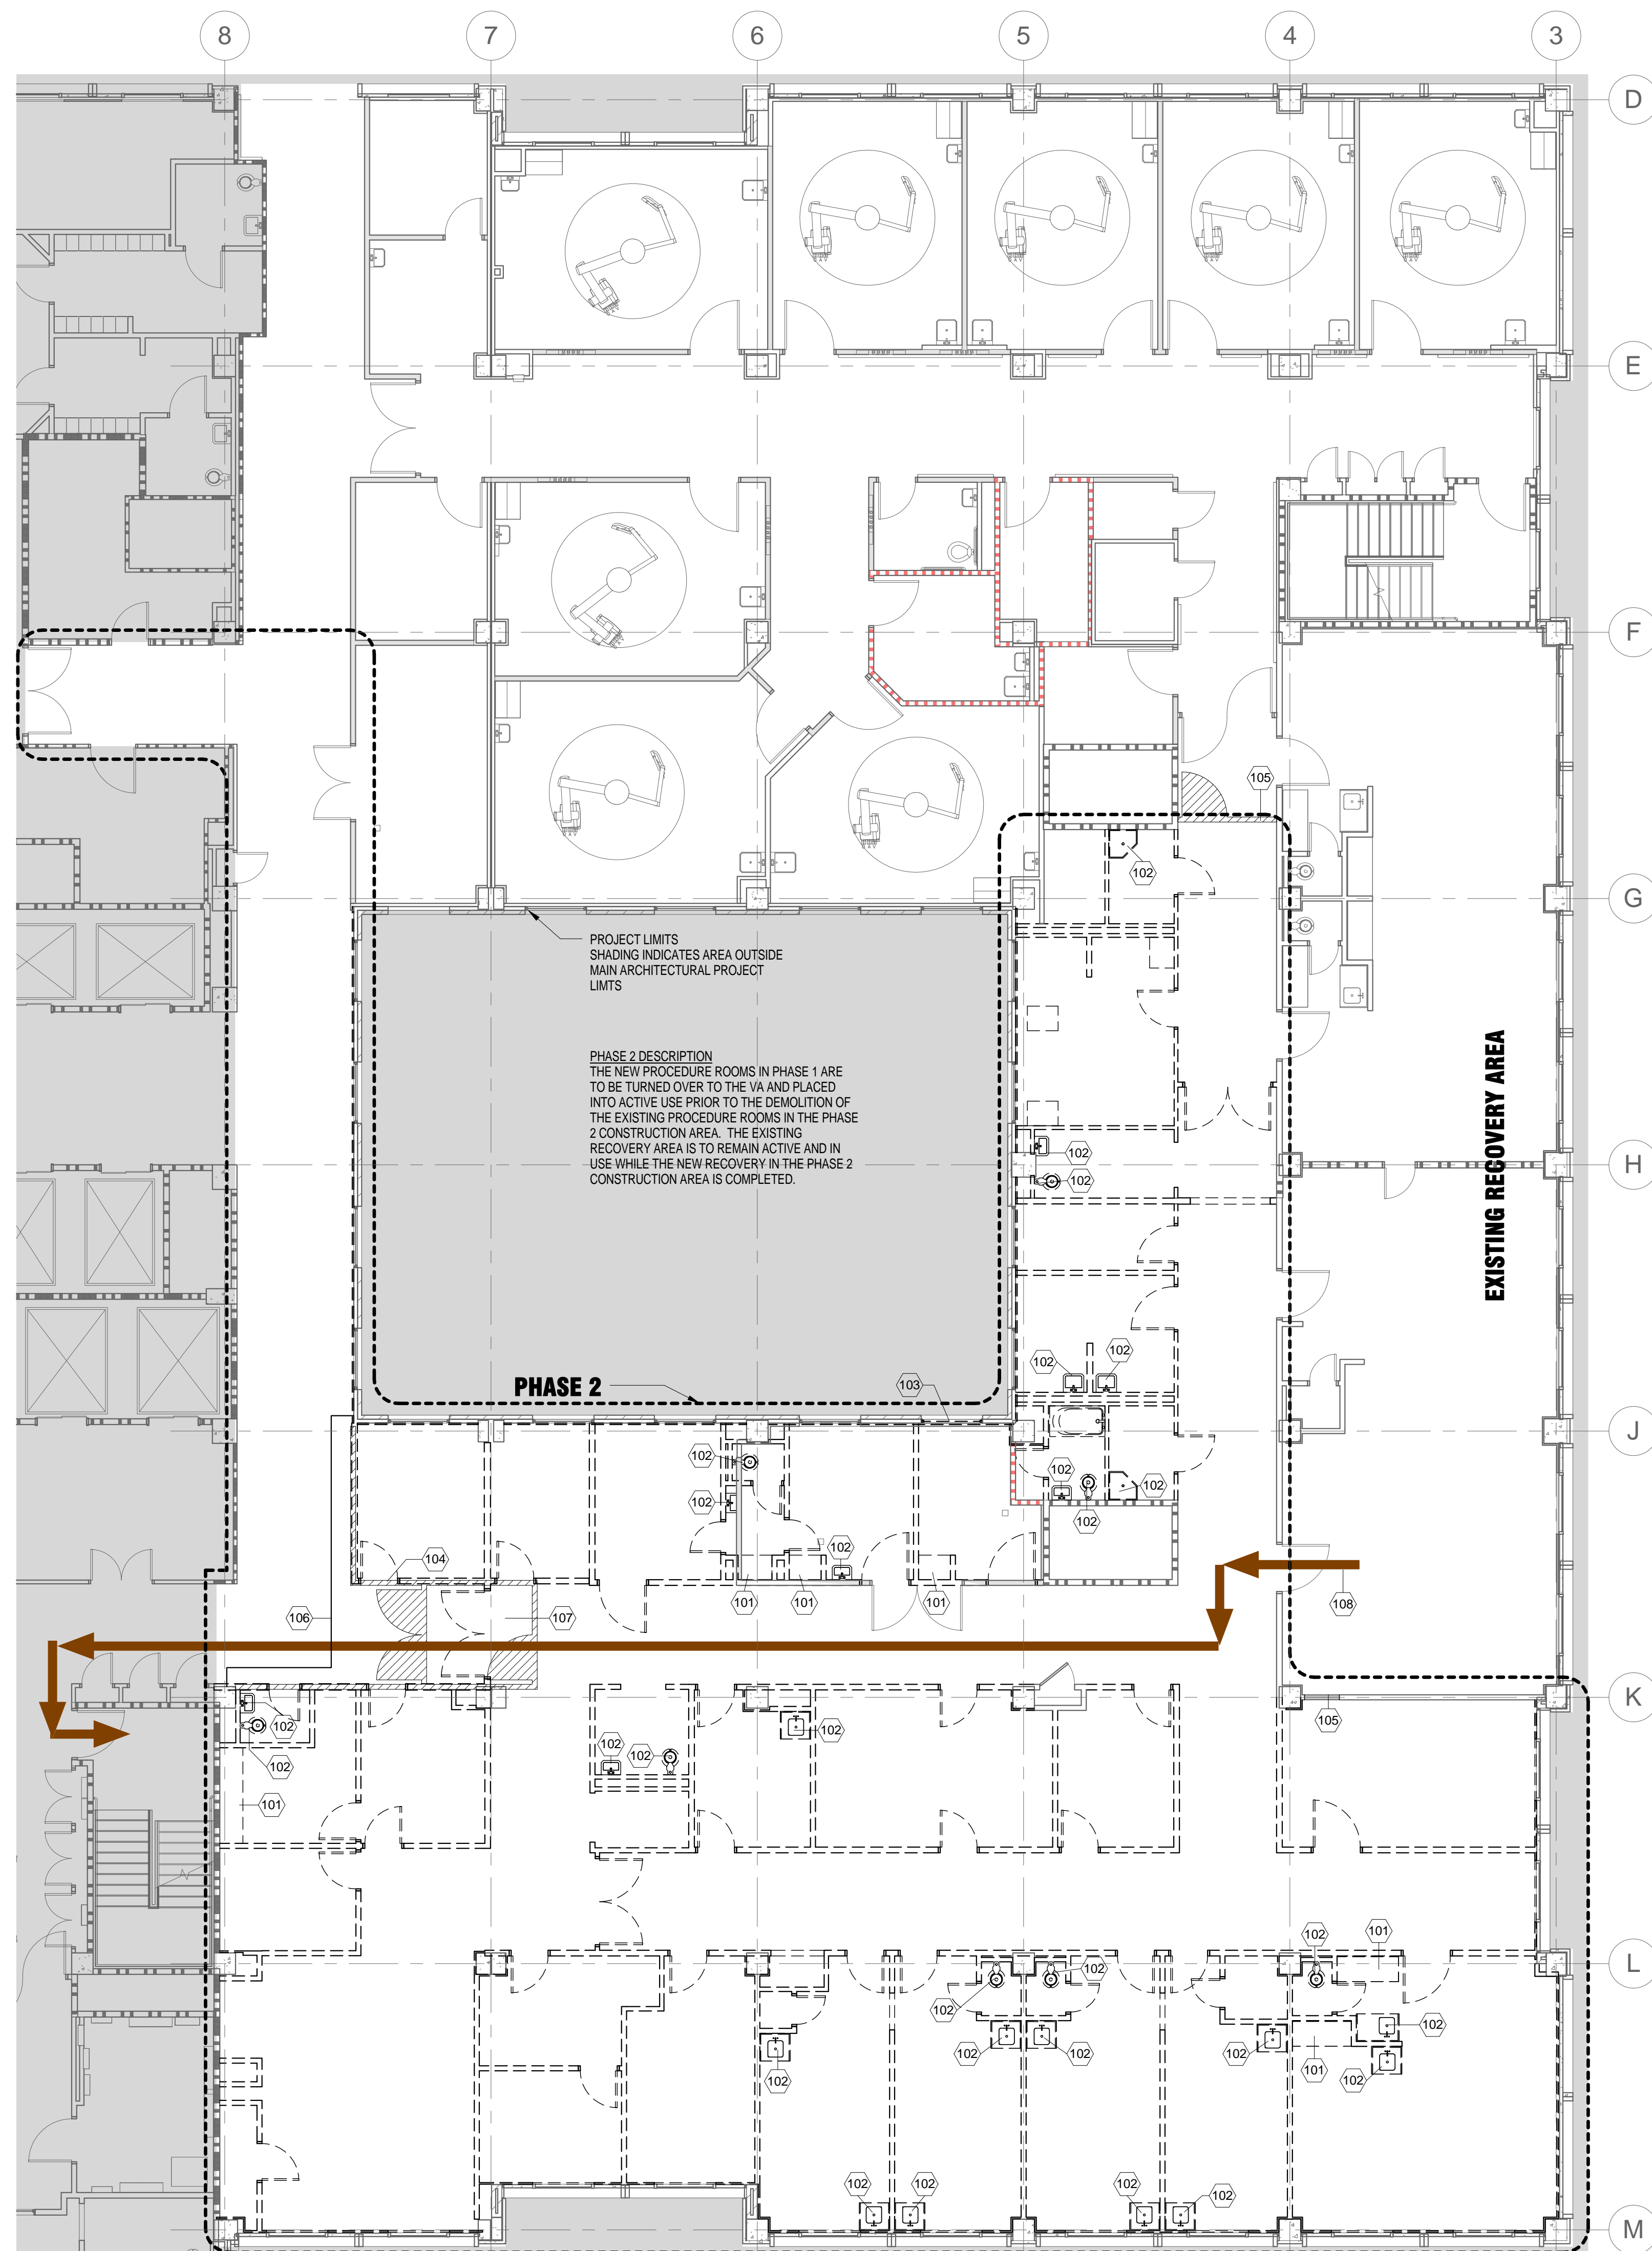 8
7
6
5
4
3
D
E
F
105
102
G
PROJECT LIMITS
SHADING INDICATES AREA OUTSIDE
MAIN ARCHITECTURAL PROJECT
LIMTS
PHASE 2 DESCRIPTION
THE NEW PROCEDURE ROOMS IN PHASE 1 ARE
TO BE TURNED OVER TO THE VA AND PLACED
INTO ACTIVE USE PRIOR TO THE DEMOLITION OF
THE EXISTING PROCEDURE ROOMS IN THE PHASE
2 CONSTRUCTION AREA. THE EXISTING
RECOVERY AREA IS TO REMAIN ACTIVE AND IN
USE WHILE THE NEW RECOVERY IN THE PHASE 2
CONSTRUCTION AREA IS COMPLETED.
EXISTING RECOVERY AREA
102
H
102
102
102
PHASE 2
103
J
102
102
102
102
102
102
104
101
101
101
108
106
107
K
102
102
102
102
102
105
101
L
102
101
102
102
102
102
102
102
102
101
102
102
102
102
102
M